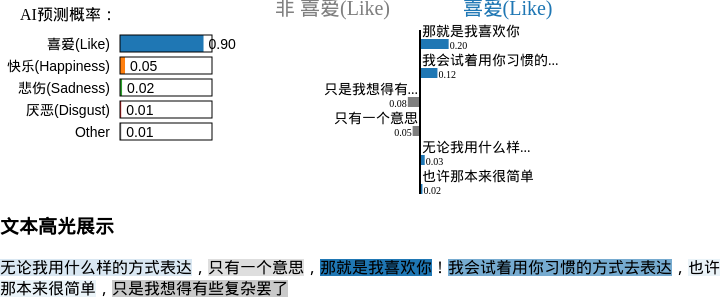 AI预测概率：
喜爱(Like) 0.90
快乐(Happiness) 0.05
悲伤(Sadness) 0.02
厌恶(Disgust) 0.01
Other 0.01
非 喜爱(Like) 喜爱(Like)
那就是我喜欢你
0.20
我会试着用你习惯的...
0.12
只是我想得有...
0.08
只有一个意思
0.05
无论我用什么样...
0.03
也许那本来很简单
0.02
文本高光展示
无论我用什么样的方式表达，只有一个意思，那就是我喜欢你！我会试着用你习惯的方式去表达，也许
那本来很简单，只是我想得有些复杂罢了